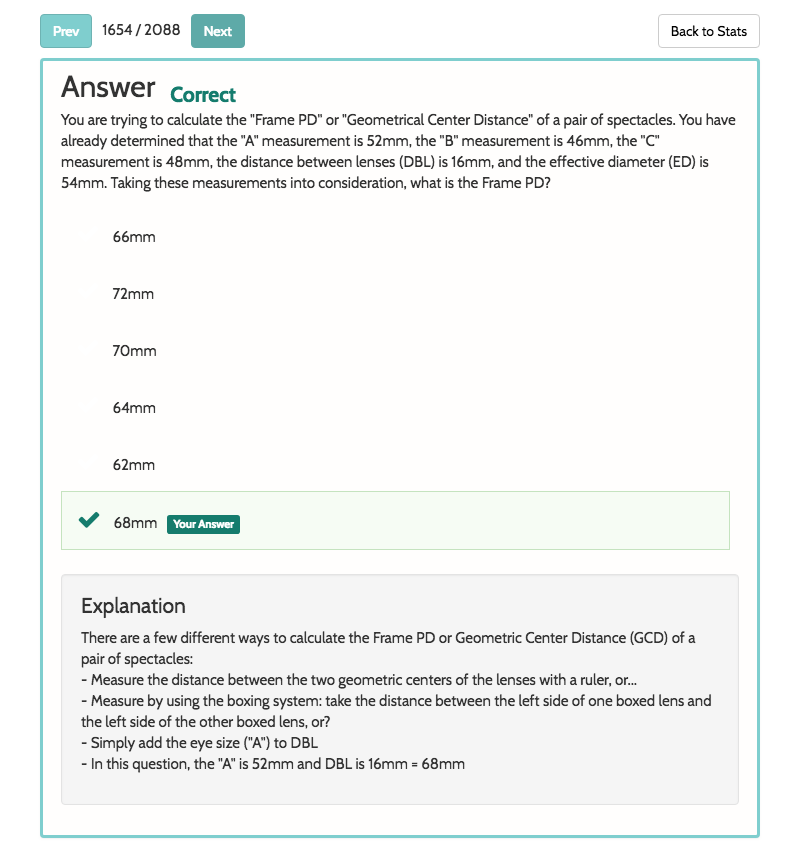 Prev 1654 / 2088 Next Back to Stats
Answer Correct
You are trying to calculate the "Frame PD" or "Geometrical Center Distance" of a pair of spectacles. You have
already determined that the "A" measurement is 52mm, the "B" measurement is 46mm, the "C"
measurement is 48mm, the distance between lenses (DBL) is 16mm, and the effective diameter (ED) is
54mm. Taking these measurements into consideration, what is the Frame PD?
66mm
72mm
70mm
64mm
62mm
68mm Your Answer
Explanation
There are a few different ways to calculate the Frame PD or Geometric Center Distance (GCD) of a
pair of spectacles:
- Measure the distance between the two geometric centers of the lenses with a ruler, or...
- Measure by using the boxing system: take the distance between the left side of one boxed lens and
the left side of the other boxed lens, or?
- Simply add the eye size ("A") to DBL
- In this question, the "A" is 52mm and DBL is 16mm = 68mm